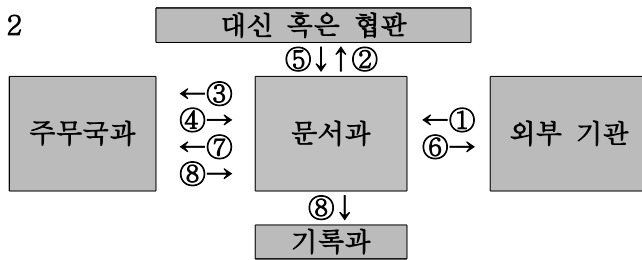 2
대신 혹은 협판
⑤↓↑②
←③
④→
←⑦
⑧→
주무국과
문서과
←①
⑥→
외부 기관
⑧↓
기록과